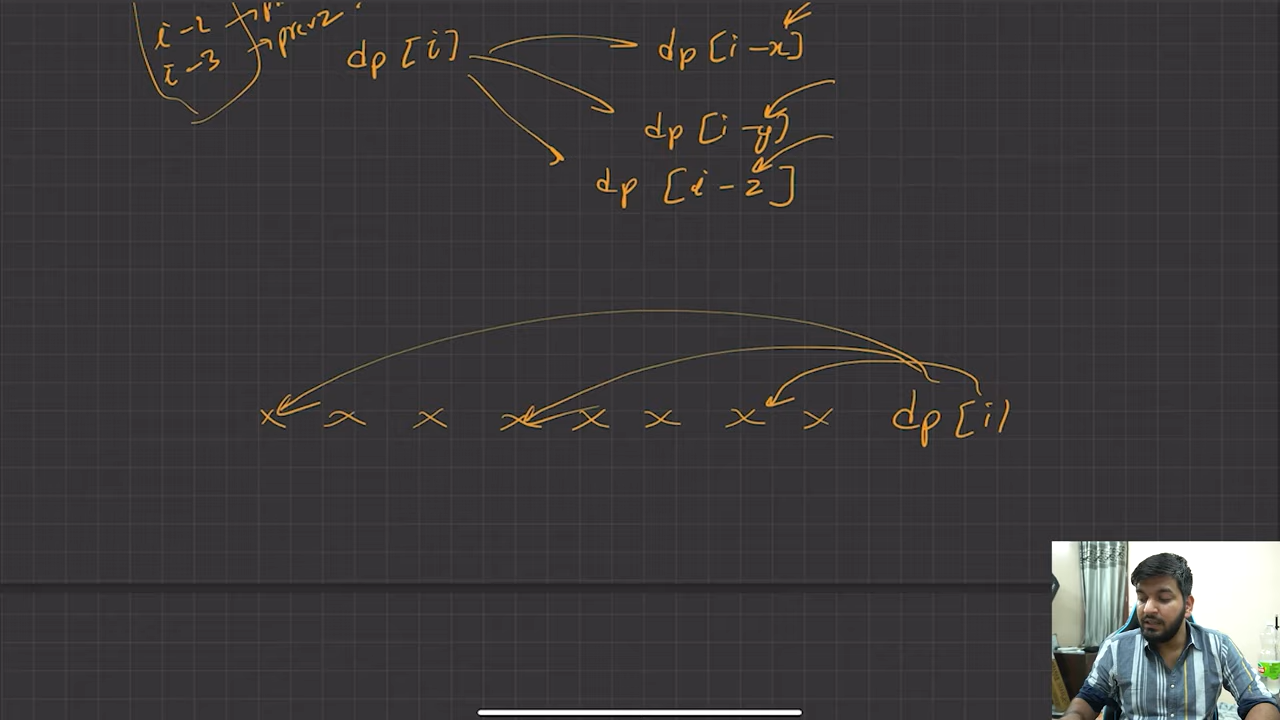 i-2
i-3 → prev2
dp [i] dp [i-x]
dp [i-y]
dp [i-z]
x x x x x x x x dp [i]